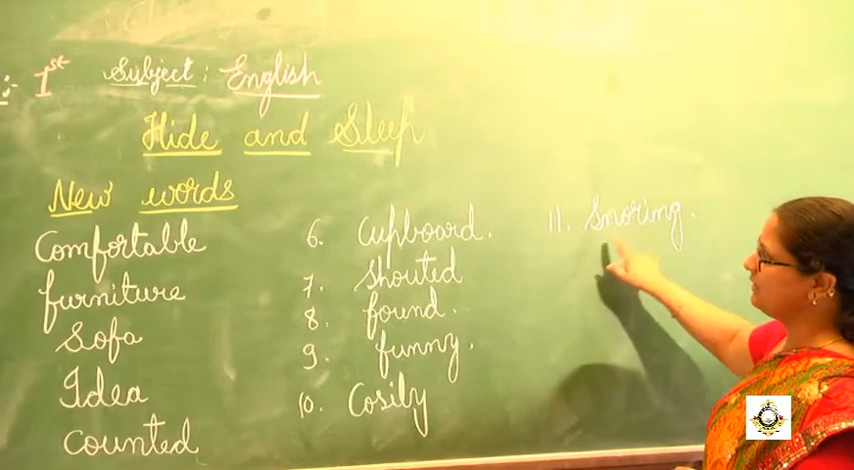 :- Ist Subject : English
Hide and Sleep
New words
Comfortable
furniture
Sofa
Idea
counted
6. Cupboard.
7. Shouted
8. found.
9. funny.
10. Cosily
11. Snoring.